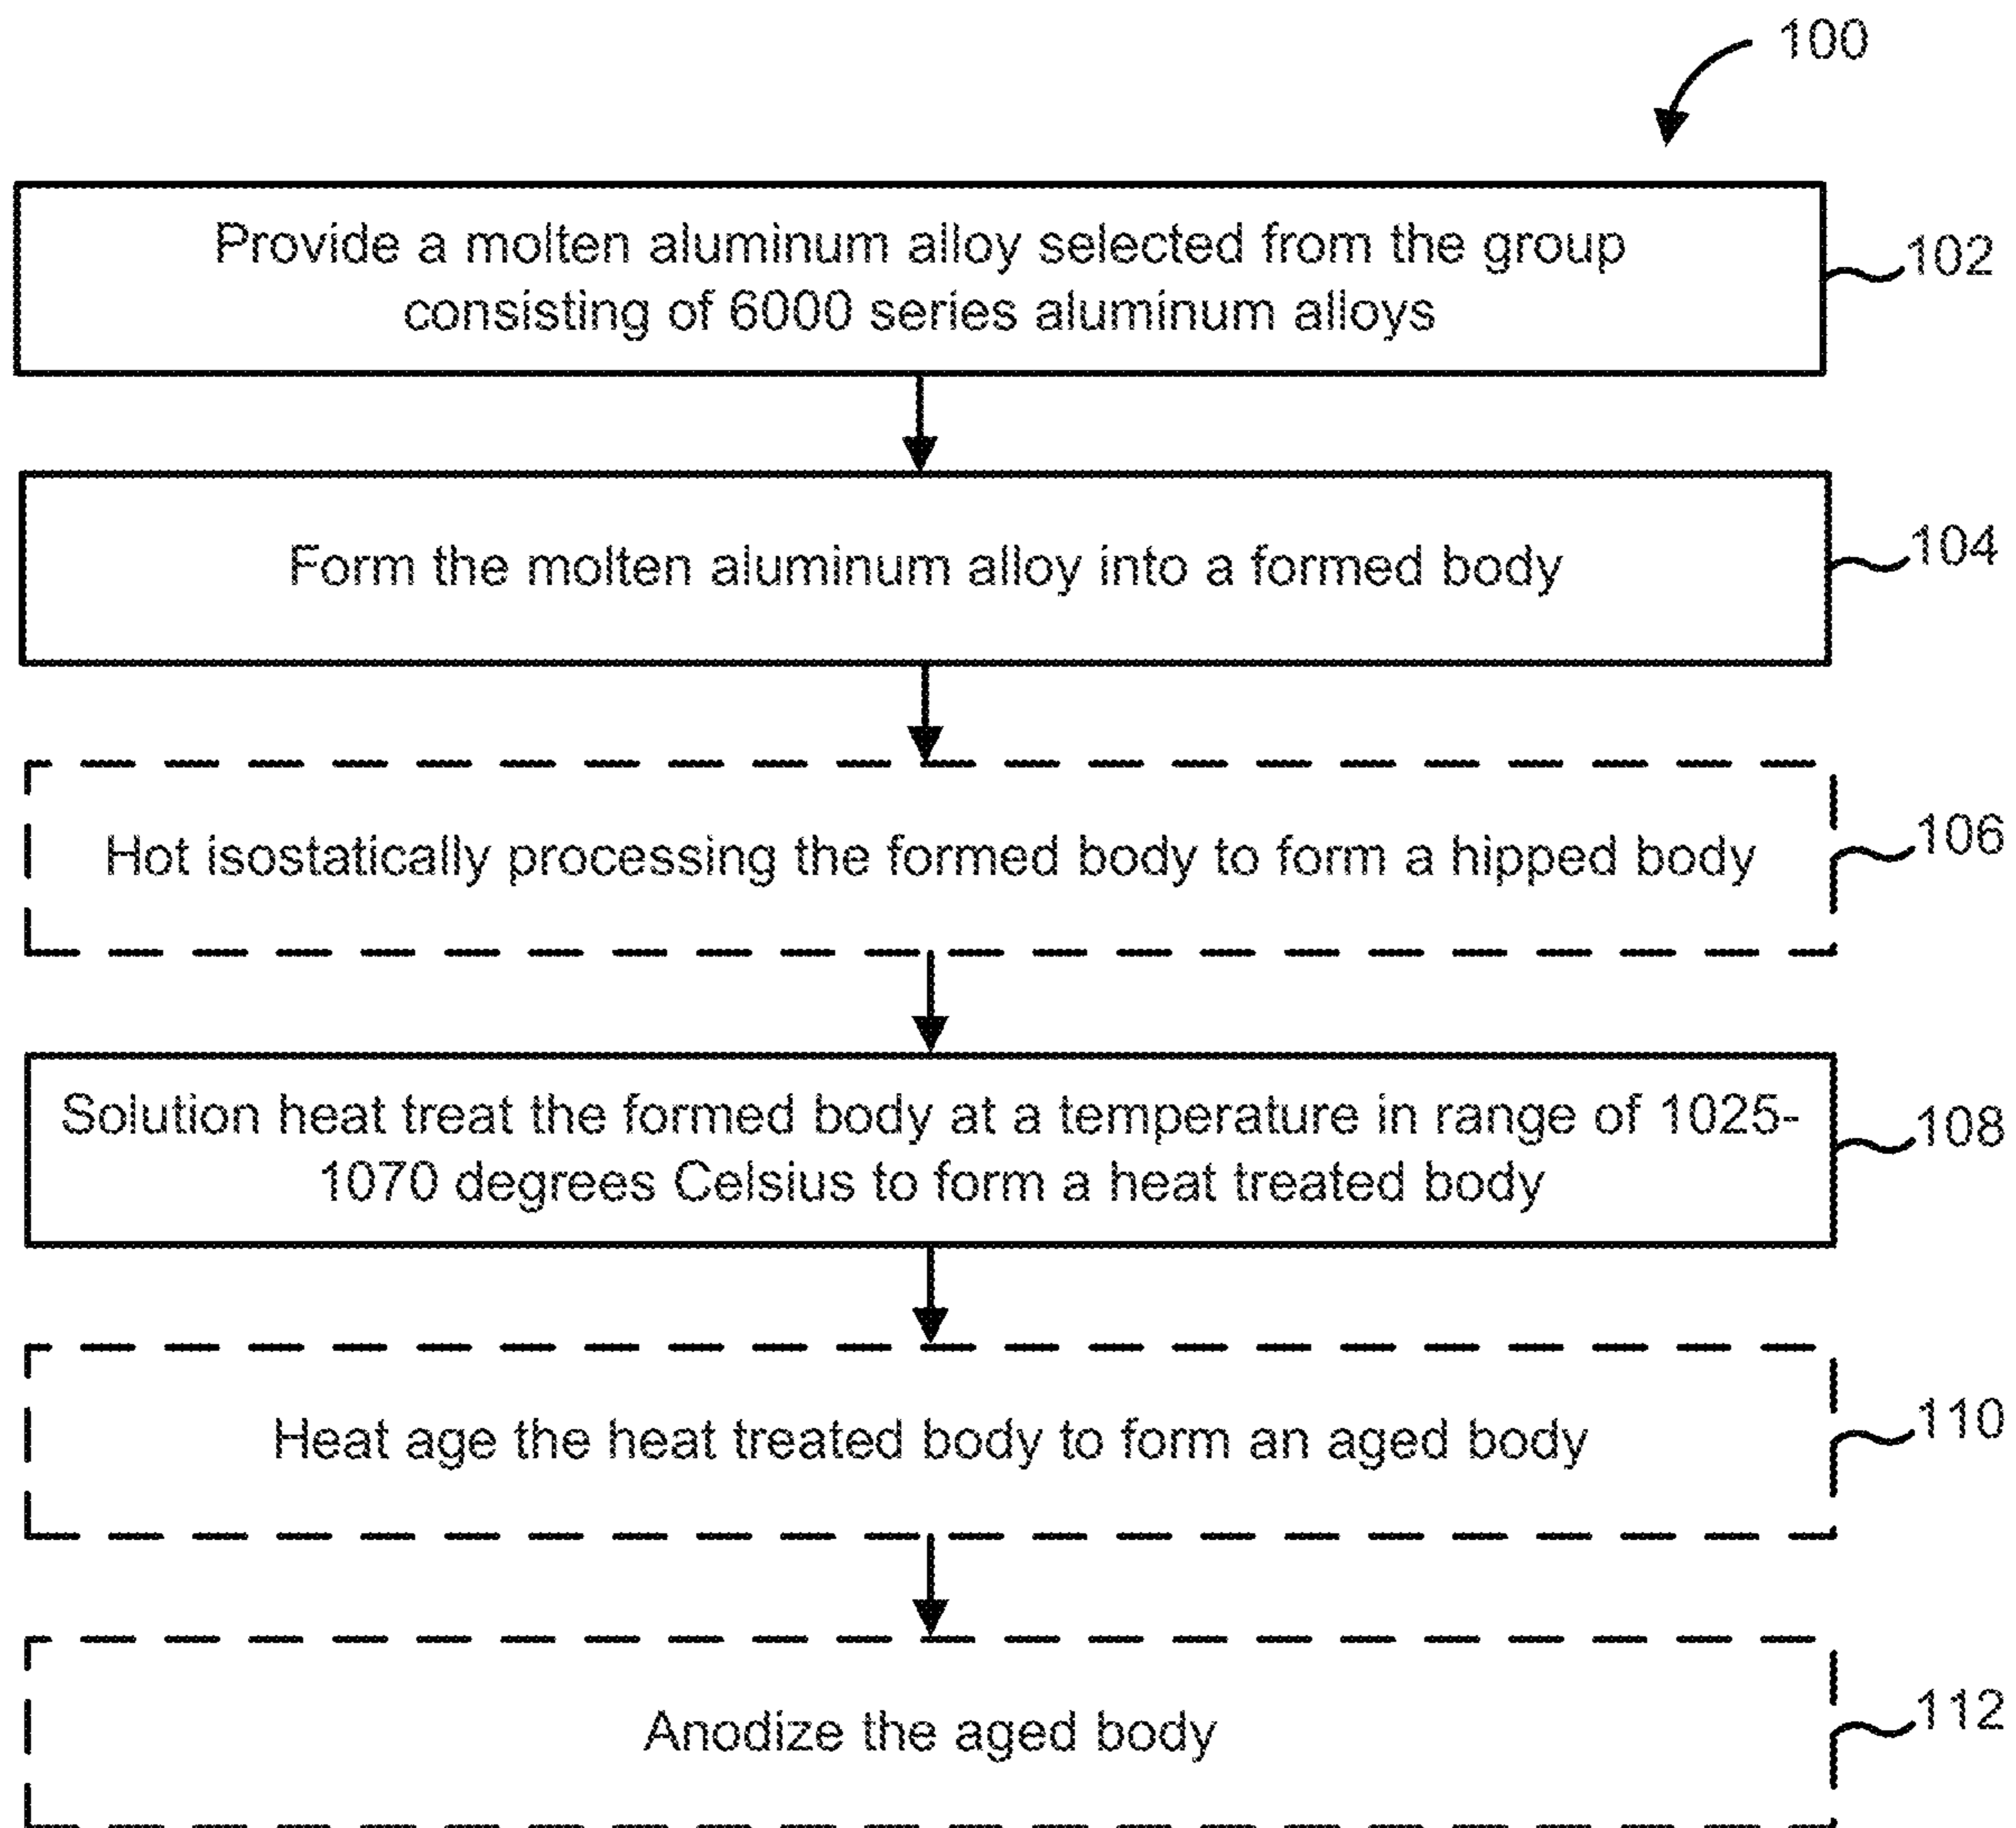 100
Provide a molten aluminum alloy selected from the group
consisting of 6000 series aluminum alloys
102
Form the molten aluminum alloy into a formed body
104
Hot isostatically processing the formed body to form a hipped body
106
Solution heat treat the formed body at a temperature in range of 1025-
1070 degrees Celsius to form a heat treated body
108
Heat age the heat treated body to form an aged body
110
Anodize the aged body
112